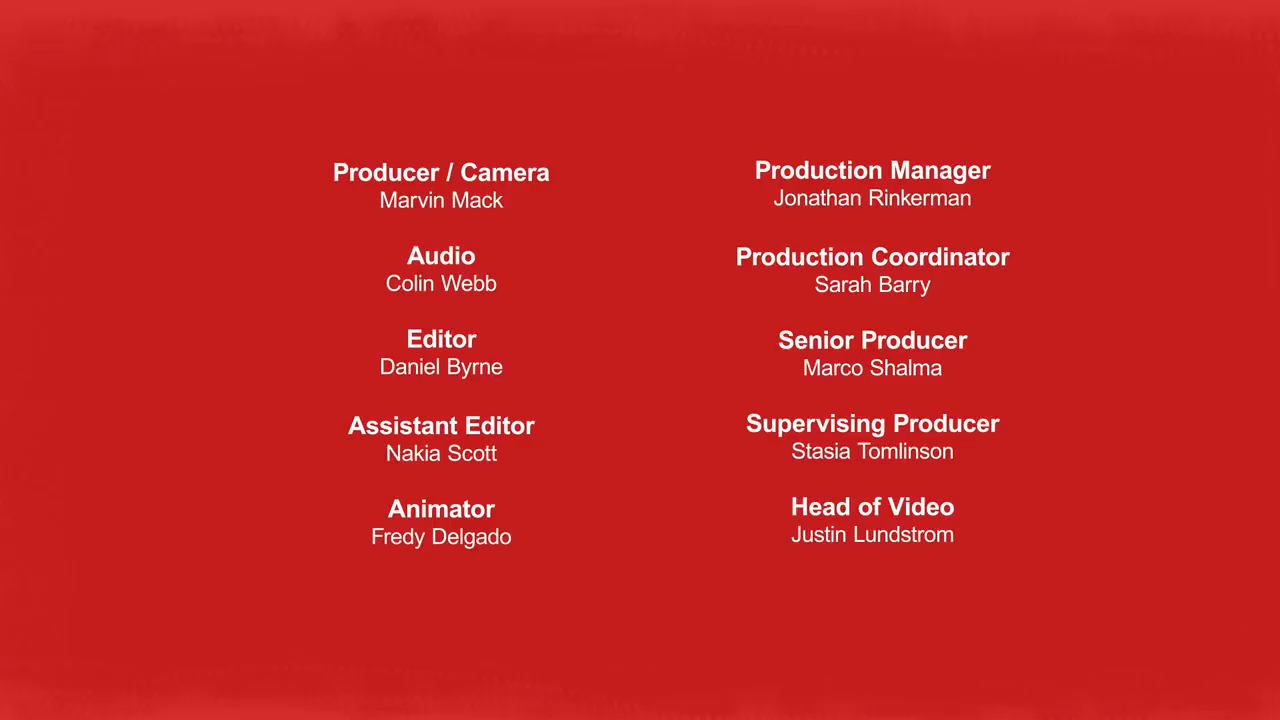 Producer / Camera
Marvin Mack
Audio
Colin Webb
Editor
Daniel Byrne
Assistant Editor
Nakia Scott
Animator
Fredy Delgado
Production Manager
Jonathan Rinkerman
Production Coordinator
Sarah Barry
Senior Producer
Marco Shalma
Supervising Producer
Stasia Tomlinson
Head of Video
Justin Lundstrom